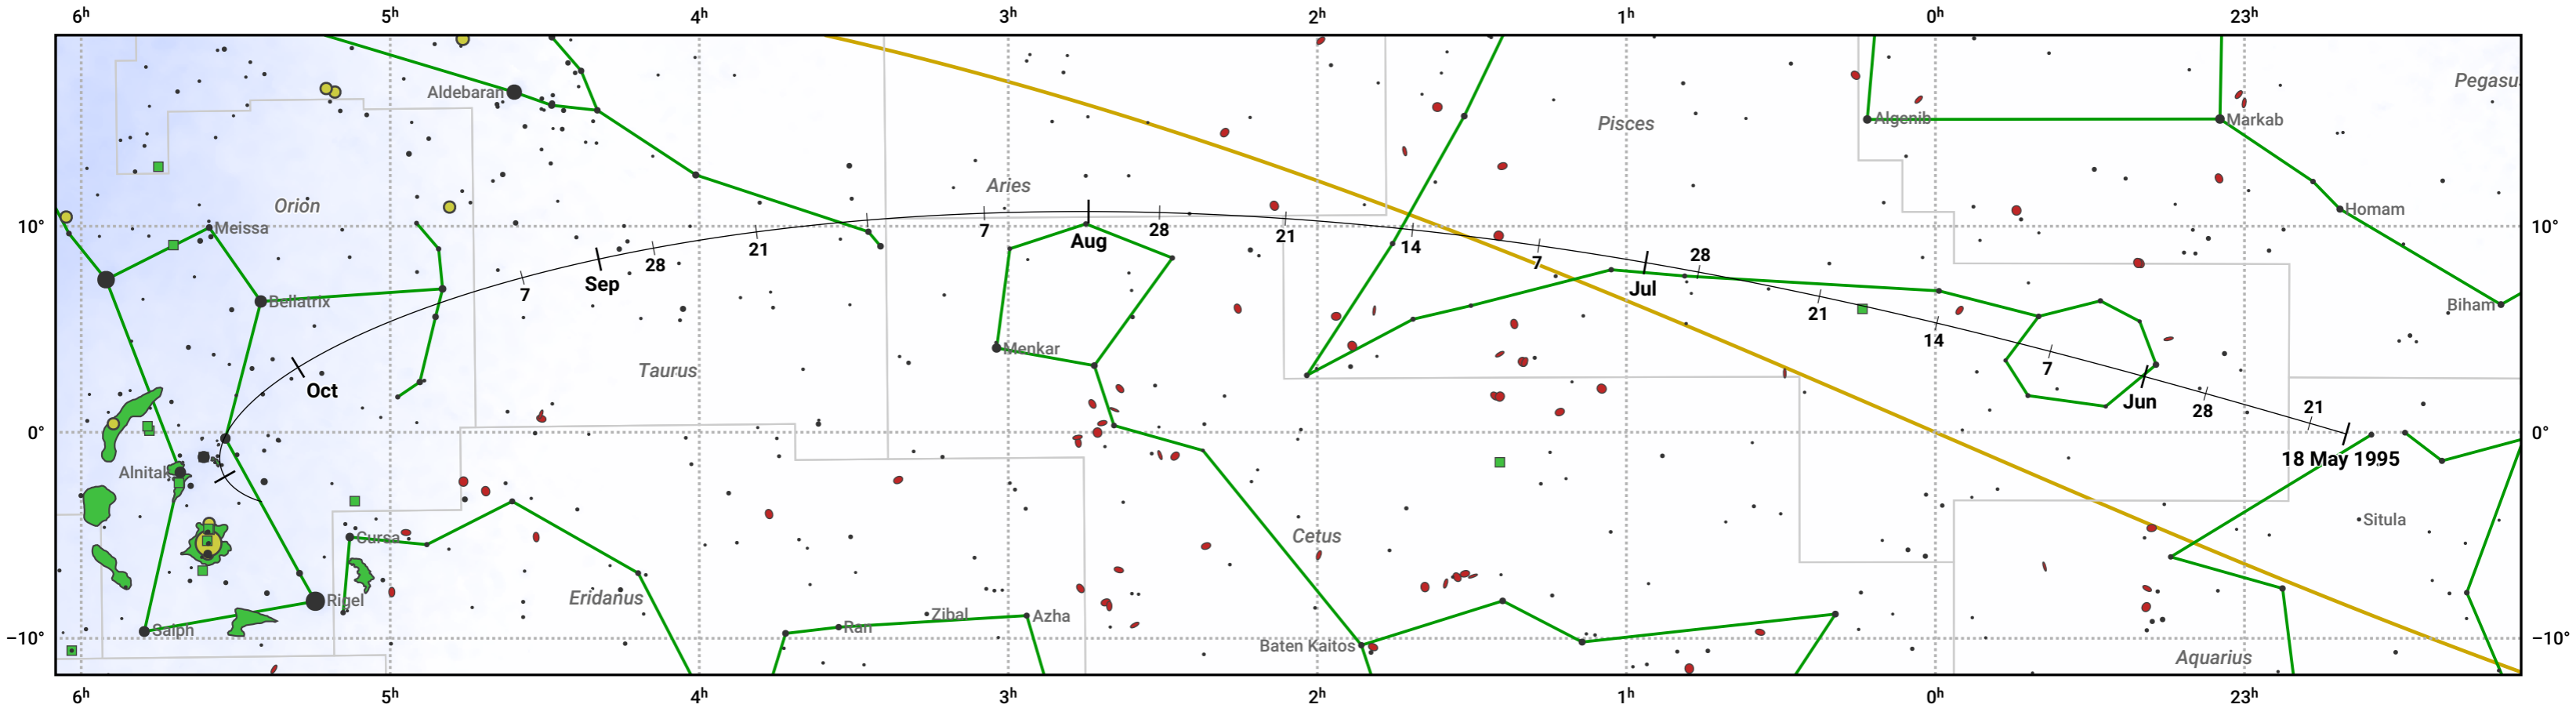 6h 5h 4h 3h 2h 1h 0h 23h
Pegasu
Aldebaran
Algenib Markab
Pisces
Aries
Orion
Homam
10° Meissa 10°
7 28 21 14
Aug
21 28 7 28
Sep Jul
7 21
Bellatrix Biham
14
Menkar
Taurus 7
Oct
Jun 28 21
0° 0°
18 May 1995
Alnitak
Situla
Cursa Cetus
Eridanus
Rigel
Zibal Azha
Ran
Saiph
−10° −10°
Baten Kaitos
Aquarius
6h 5h 4h 3h 2h 1h 0h 23h